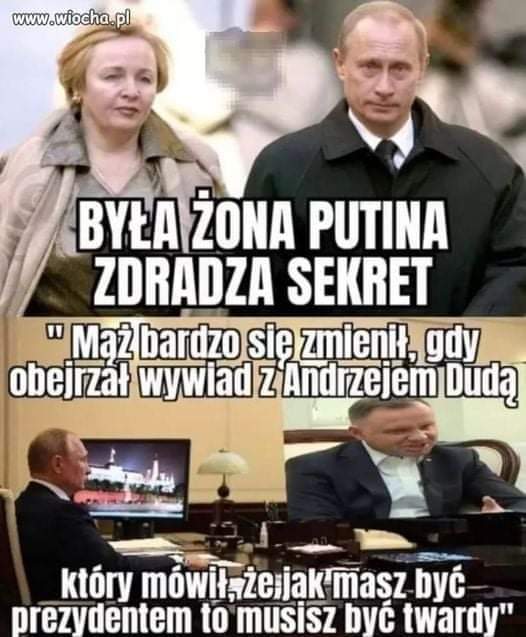 www.wiocha.pl
BYŁA ŻONA PUTINA
ZDRADZA SEKRET
" Mąż bardzo się zmienił, gdy
obejrzał wywiad z Andrzejem Dudą
który mówił, że jak masz być
prezydentem to musisz być twardy"